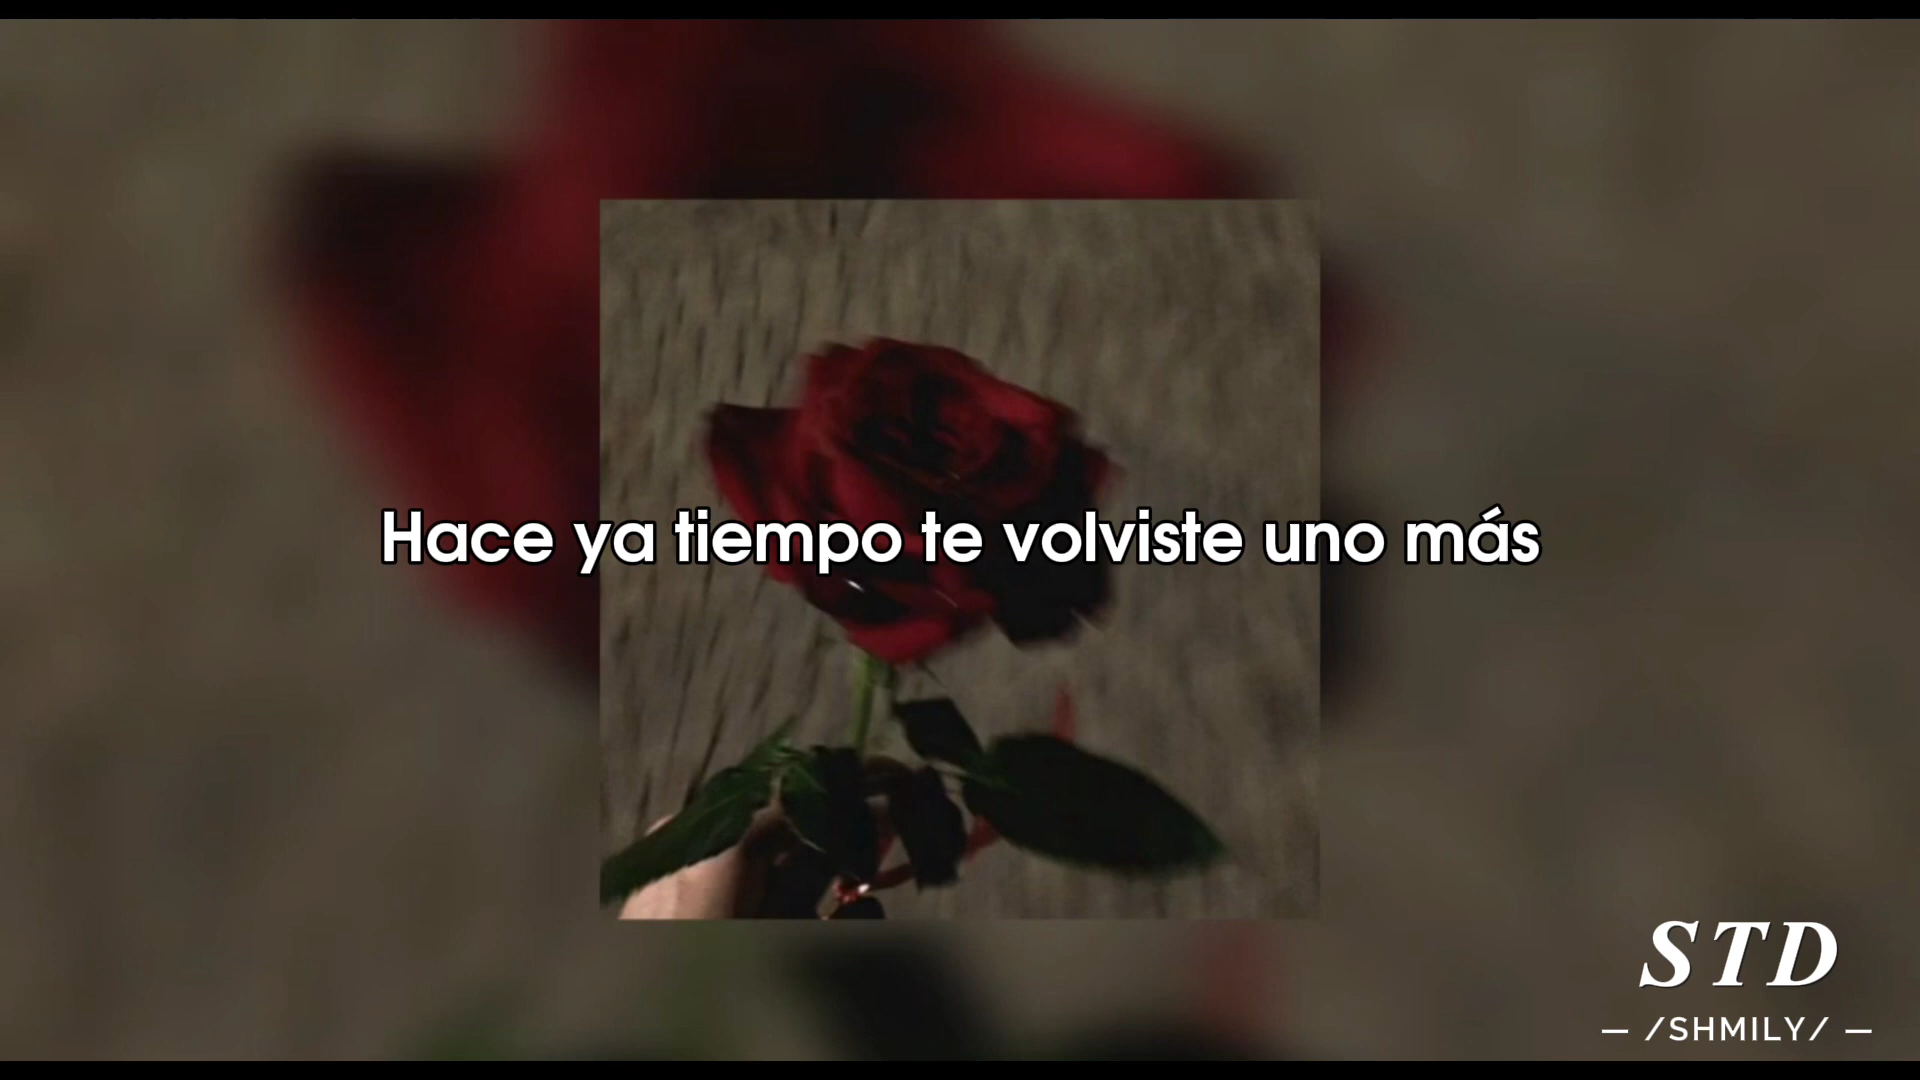 Hace ya tiempo te volviste uno más
STD
— /SHMILY/ —